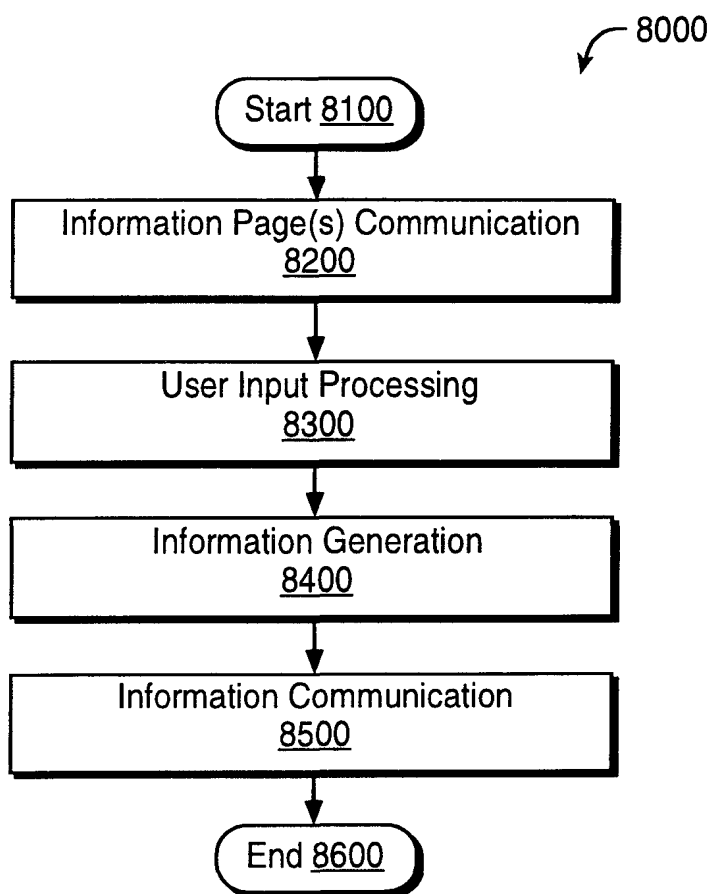 8000
Start 8100
Information Page(s) Communication
8200
User Input Processing
8300
Information Generation
8400
Information Communication
8500
End 8600